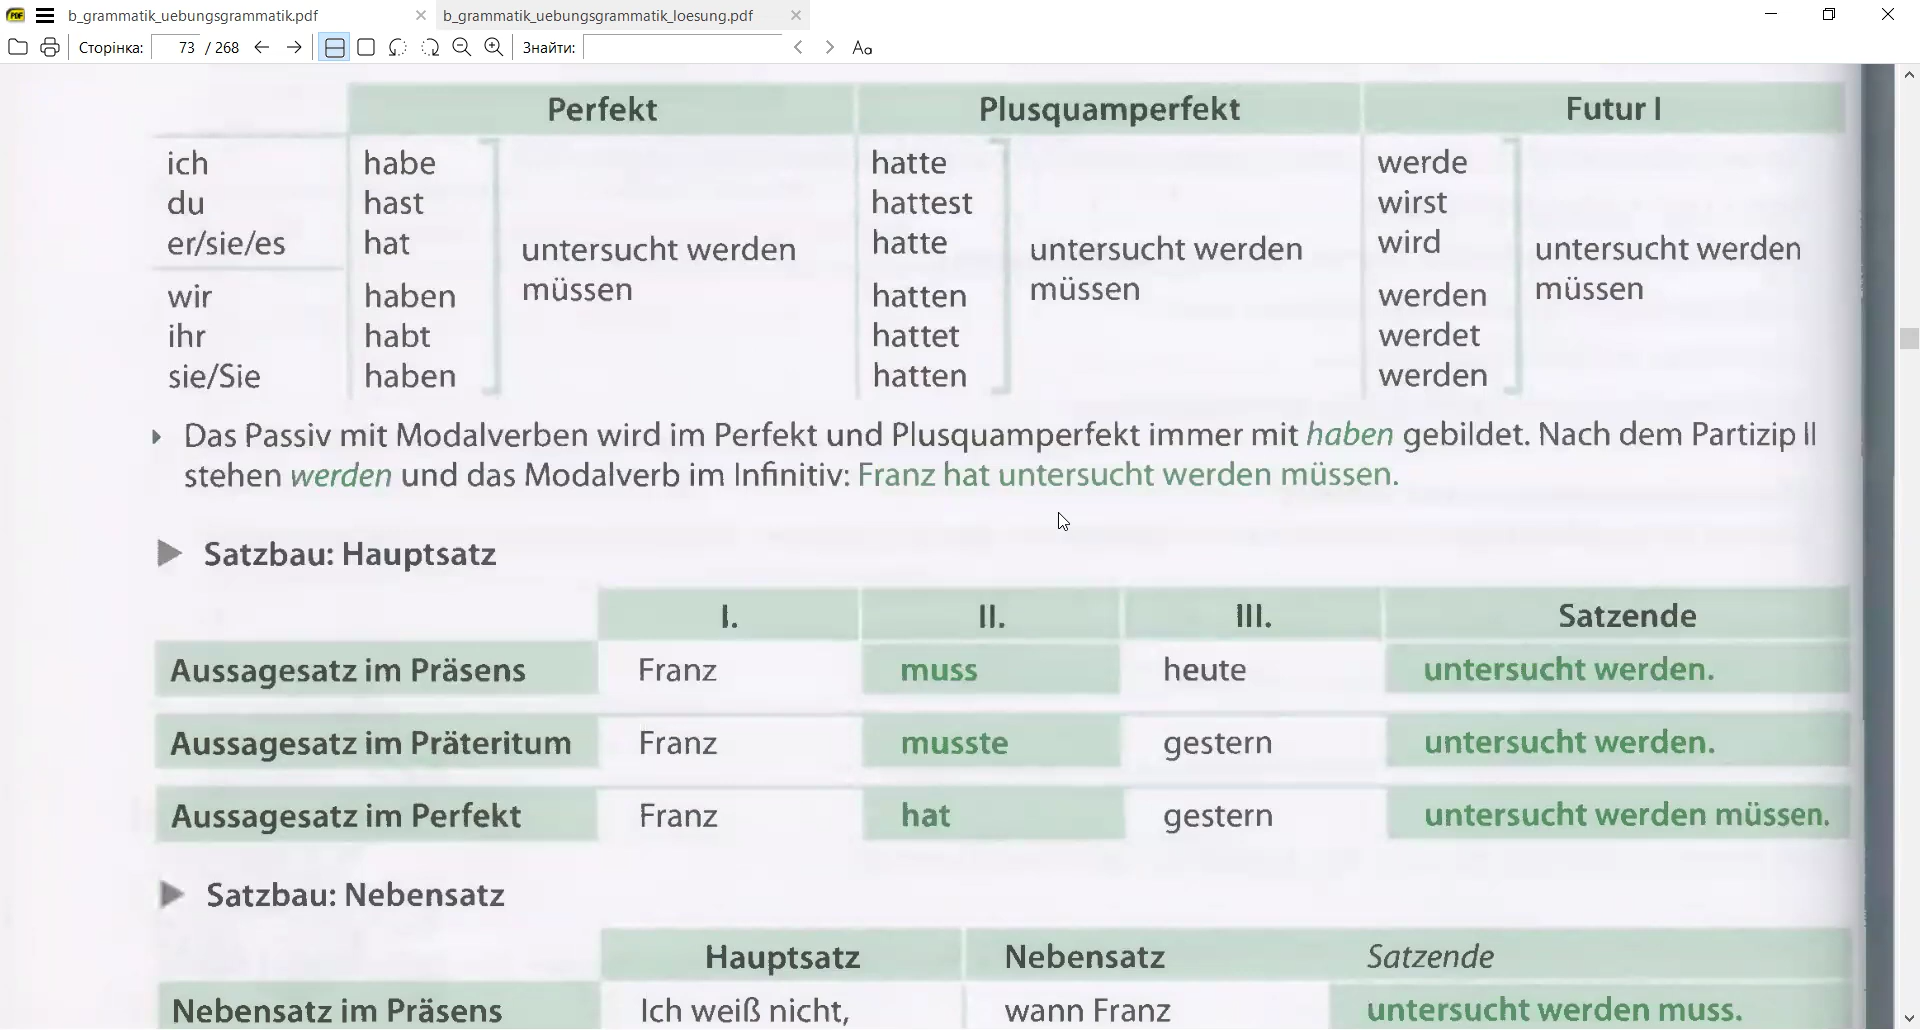 b_grammatik_uebungsgrammatik.pdf
b_grammatik_uebungsgrammatik_loesung.pdf
Сторінка: 73 / 268 Знайти: Aa
Perfekt Plusquamperfekt Futur I
ich habe hatte werde
du hast hattest wirst
er/sie/es hat untersucht werden hatte untersucht werden wird untersucht werden
müssen müssen müssen
wir haben hatten werden
ihr habt hattet werdet
sie/Sie haben hatten werden
Das Passiv mit Modalverben wird im Perfekt und Plusquamperfekt immer mit haben gebildet. Nach dem Partizip II
stehen werden und das Modalverb im Infinitiv: Franz hat untersucht werden müssen.
Satzbau: Hauptsatz
I. II. III. Satzende
Aussagesatz im Präsens Franz muss heute untersucht werden.
Aussagesatz im Präteritum Franz musste gestern untersucht werden.
Aussagesatz im Perfekt Franz hat gestern untersucht werden müssen.
Satzbau: Nebensatz
Hauptsatz Nebensatz Satzende
Nebensatz im Präsens Ich weiß nicht, wann Franz untersucht werden muss.